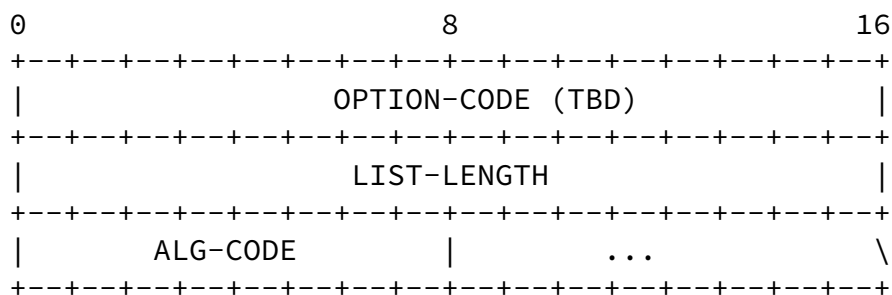 0                       8                      16
+--+--+--+--+--+--+--+--+--+--+--+--+--+--+--+--+
|                  OPTION-CODE (TBD)            |
+--+--+--+--+--+--+--+--+--+--+--+--+--+--+--+--+
|                  LIST-LENGTH                  |
+--+--+--+--+--+--+--+--+--+--+--+--+--+--+--+--+
|       ALG-CODE        |        ...            \
+--+--+--+--+--+--+--+--+--+--+--+--+--+--+--+--+